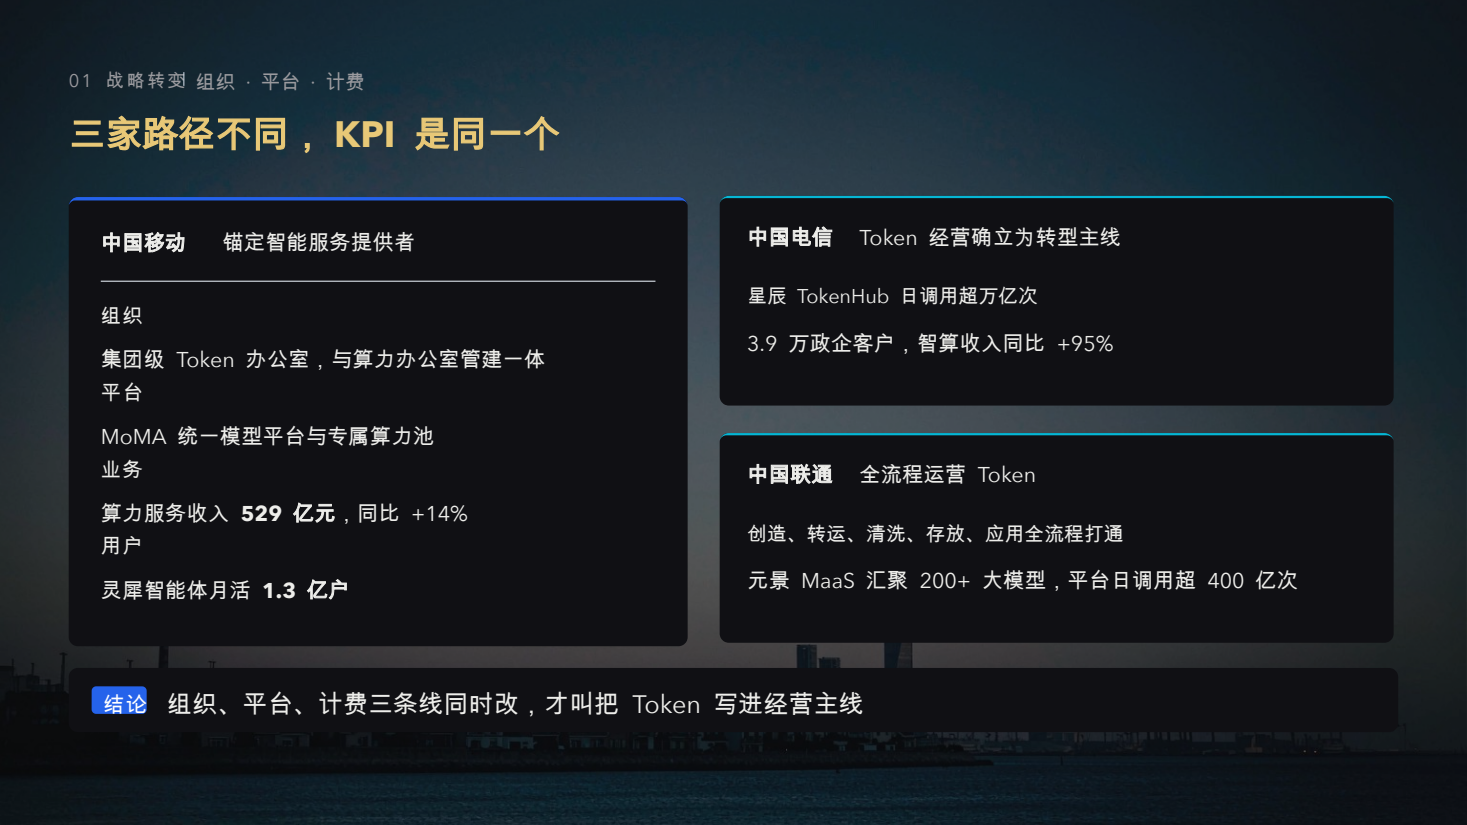 01 战略转变 组织 · 平台 · 计费
三家路径不同，KPI 是同一个
中国移动 锚定智能服务提供者
组织
集团级 Token 办公室，与算力办公室管建一体
平台
MoMA 统一模型平台与专属算力池
业务
算力服务收入 529 亿元，同比 +14%
用户
灵犀智能体月活 1.3 亿户
中国电信 Token 经营确立为转型主线
星辰 TokenHub 日调用超万亿次
3.9 万政企客户，智算收入同比 +95%
中国联通 全流程运营 Token
创造、转运、清洗、存放、应用全流程打通
元景 MaaS 汇聚 200+ 大模型，平台日调用超 400 亿次
结论 组织、平台、计费三条线同时改，才叫把 Token 写进经营主线